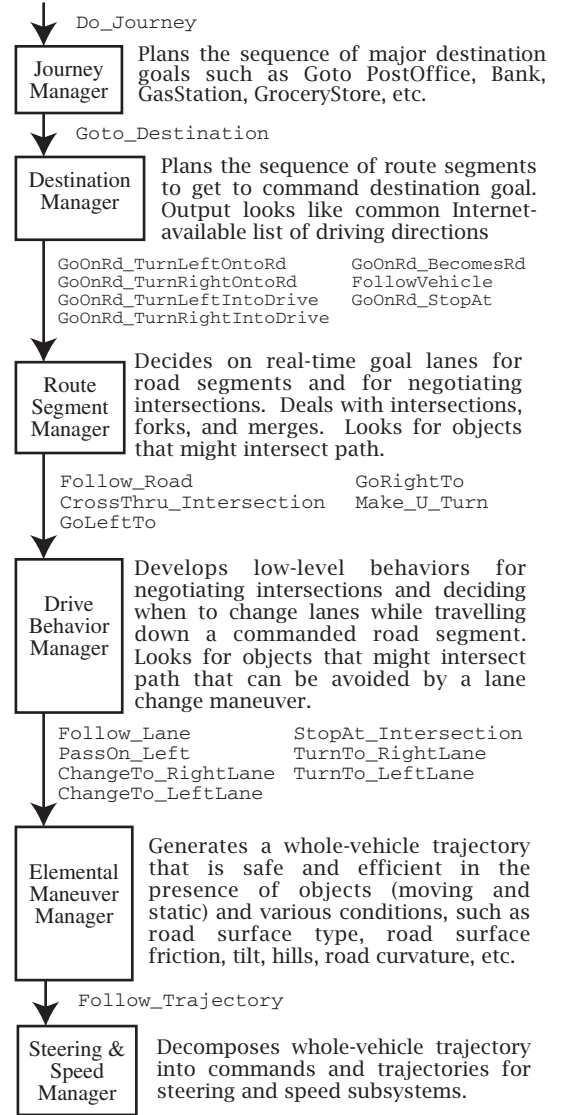 Do_Journey
Journey
Manager
Plans the sequence of major destination
goals such as Goto PostOffice, Bank,
GasStation, GroceryStore, etc.
Goto_Destination
Destination
Manager
Plans the sequence of route segments
to get to command destination goal.
Output looks like common Internet-
available list of driving directions
GoOnRd_TurnLeftOntoRd GoOnRd_BecomesRd
GoOnRd_TurnRightOntoRd FollowVehicle
GoOnRd_TurnLeftIntoDrive GoOnRd_StopAt
GoOnRd_TurnRightIntoDrive
Route
Segment
Manager
Decides on real-time goal lanes for
road segments and for negotiating
intersections. Deals with intersections,
forks, and merges. Looks for objects
that might intersect path.
Follow_Road GoRightTo
CrossThru_Intersection Make_U_Turn
GoLeftTo
Drive
Behavior
Manager
Develops low-level behaviors for
negotiating intersections and deciding
when to change lanes while travelling
down a commanded road segment.
Looks for objects that might intersect
path that can be avoided by a lane
change maneuver.
Follow_Lane StopAt_Intersection
PassOn_Left TurnTo_RightLane
ChangeTo_RightLane TurnTo_LeftLane
ChangeTo_LeftLane
Elemental
Maneuver
Manager
Generates a whole-vehicle trajectory
that is safe and efficient in the
presence of objects (moving and
static) and various conditions, such as
road surface type, road surface
friction, tilt, hills, road curvature, etc.
Follow_Trajectory
Steering &
Speed
Manager
Decomposes whole-vehicle trajectory
into commands and trajectories for
steering and speed subsystems.